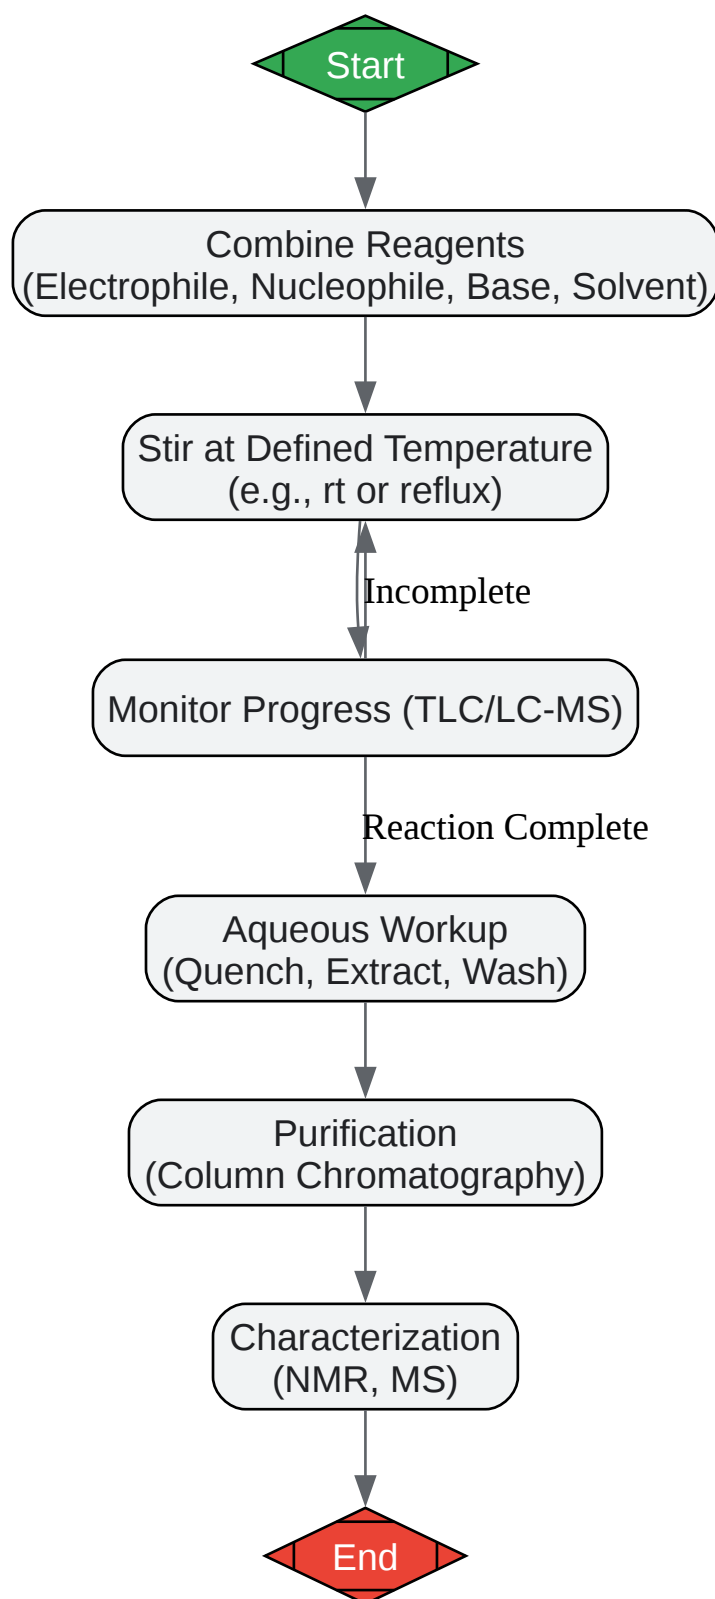 Start
Combine Reagents
(Electrophile, Nucleophile, Base, Solvent)
Stir at Defined Temperature
(e.g., rt or reflux)
Incomplete
Monitor Progress (TLC/LC-MS)
Reaction Complete
Aqueous Workup
(Quench, Extract, Wash)
Purification
(Column Chromatography)
Characterization
(NMR, MS)
End